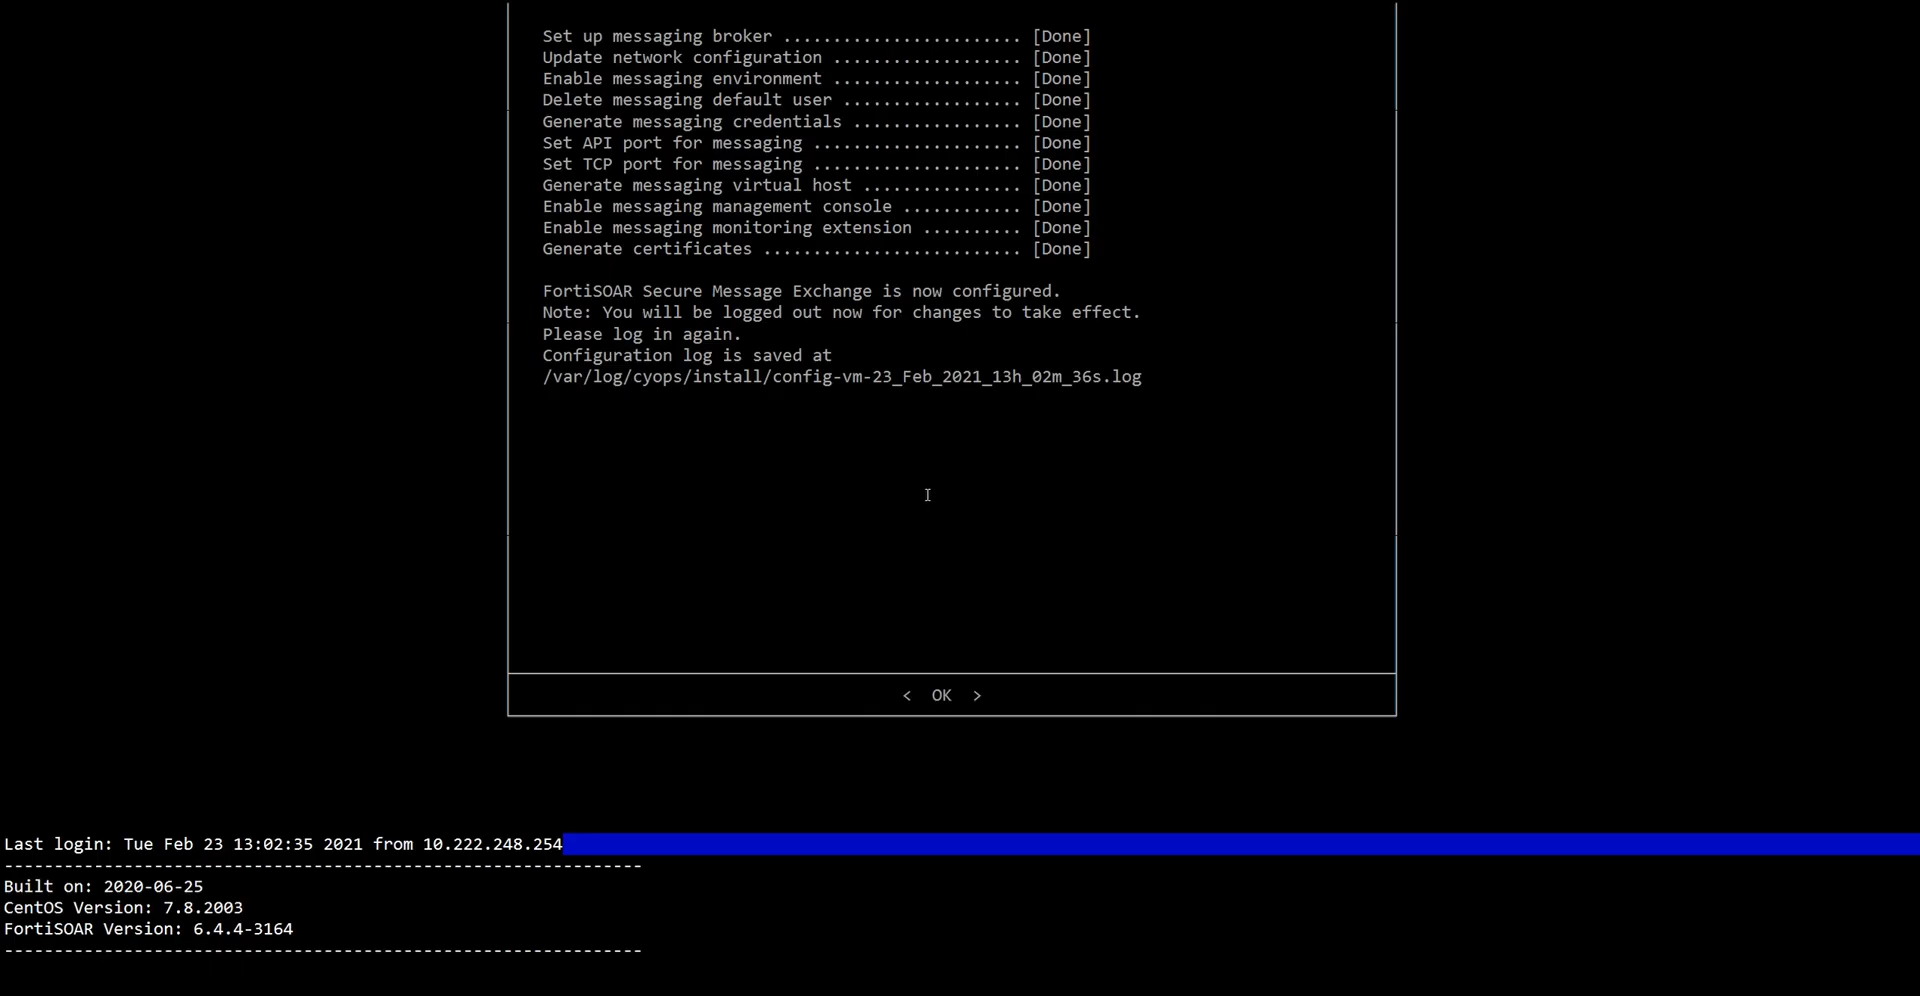 Set up messaging broker ........................ [Done]
Update network configuration ................... [Done]
Enable messaging environment ................... [Done]
Delete messaging default user .................. [Done]
Generate messaging credentials ................. [Done]
Set API port for messaging ..................... [Done]
Set TCP port for messaging ..................... [Done]
Generate messaging virtual host ................ [Done]
Enable messaging management console ............ [Done]
Enable messaging monitoring extension .......... [Done]
Generate certificates .......................... [Done]
FortiSOAR Secure Message Exchange is now configured.
Note: You will be logged out now for changes to take effect.
Please log in again.
Configuration log is saved at
/var/log/cyops/install/config-vm-23_Feb_2021_13h_02m_36s.log
< OK >
Last login: Tue Feb 23 13:02:35 2021 from 10.222.248.254
----------------------------------------------------------------
Built on: 2020-06-25
CentOS Version: 7.8.2003
FortiSOAR Version: 6.4.4-3164
----------------------------------------------------------------